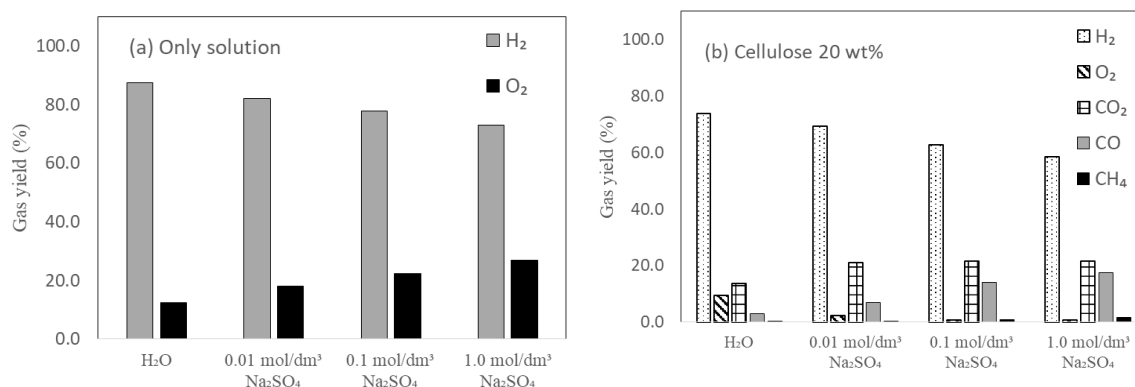 (a) Only solution
H₂
O₂
Gas yield (%)
100.0
80.0
60.0
40.0
20.0
0.0
H₂O
0.01 mol/dm³
Na₂SO₄
0.1 mol/dm³
Na₂SO₄
1.0 mol/dm³
Na₂SO₄
(b) Cellulose 20 wt%
H₂
O₂
CO₂
CO
CH₄
Gas yield (%)
100.0
80.0
60.0
40.0
20.0
0.0
H₂O
0.01 mol/dm³
Na₂SO₄
0.1 mol/dm³
Na₂SO₄
1.0 mol/dm³
Na₂SO₄